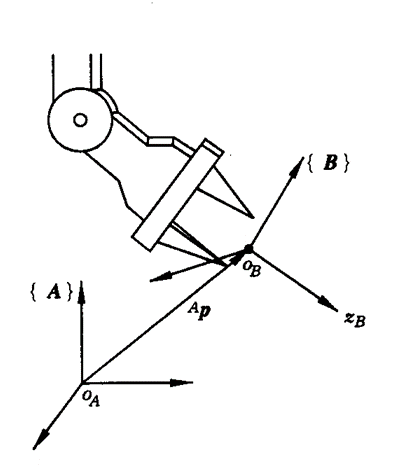 { B }
o_B
z_B
{ A }
^A p
o_A